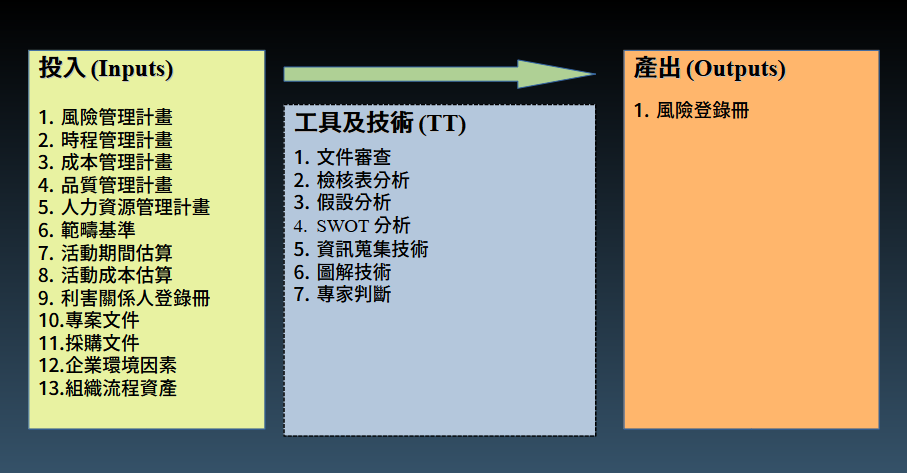 投入 (Inputs)
1. 風險管理計畫
2. 時程管理計畫
3. 成本管理計畫
4. 品質管理計畫
5. 人力資源管理計畫
6. 範疇基準
7. 活動期間估算
8. 活動成本估算
9. 利害關係人登錄冊
10.專案文件
11.採購文件
12.企業環境因素
13.組織流程資產
工具及技術 (TT)
1. 文件審查
2. 檢核表分析
3. 假設分析
4. SWOT 分析
5. 資訊蒐集技術
6. 圖解技術
7. 專家判斷
產出 (Outputs)
1. 風險登錄冊